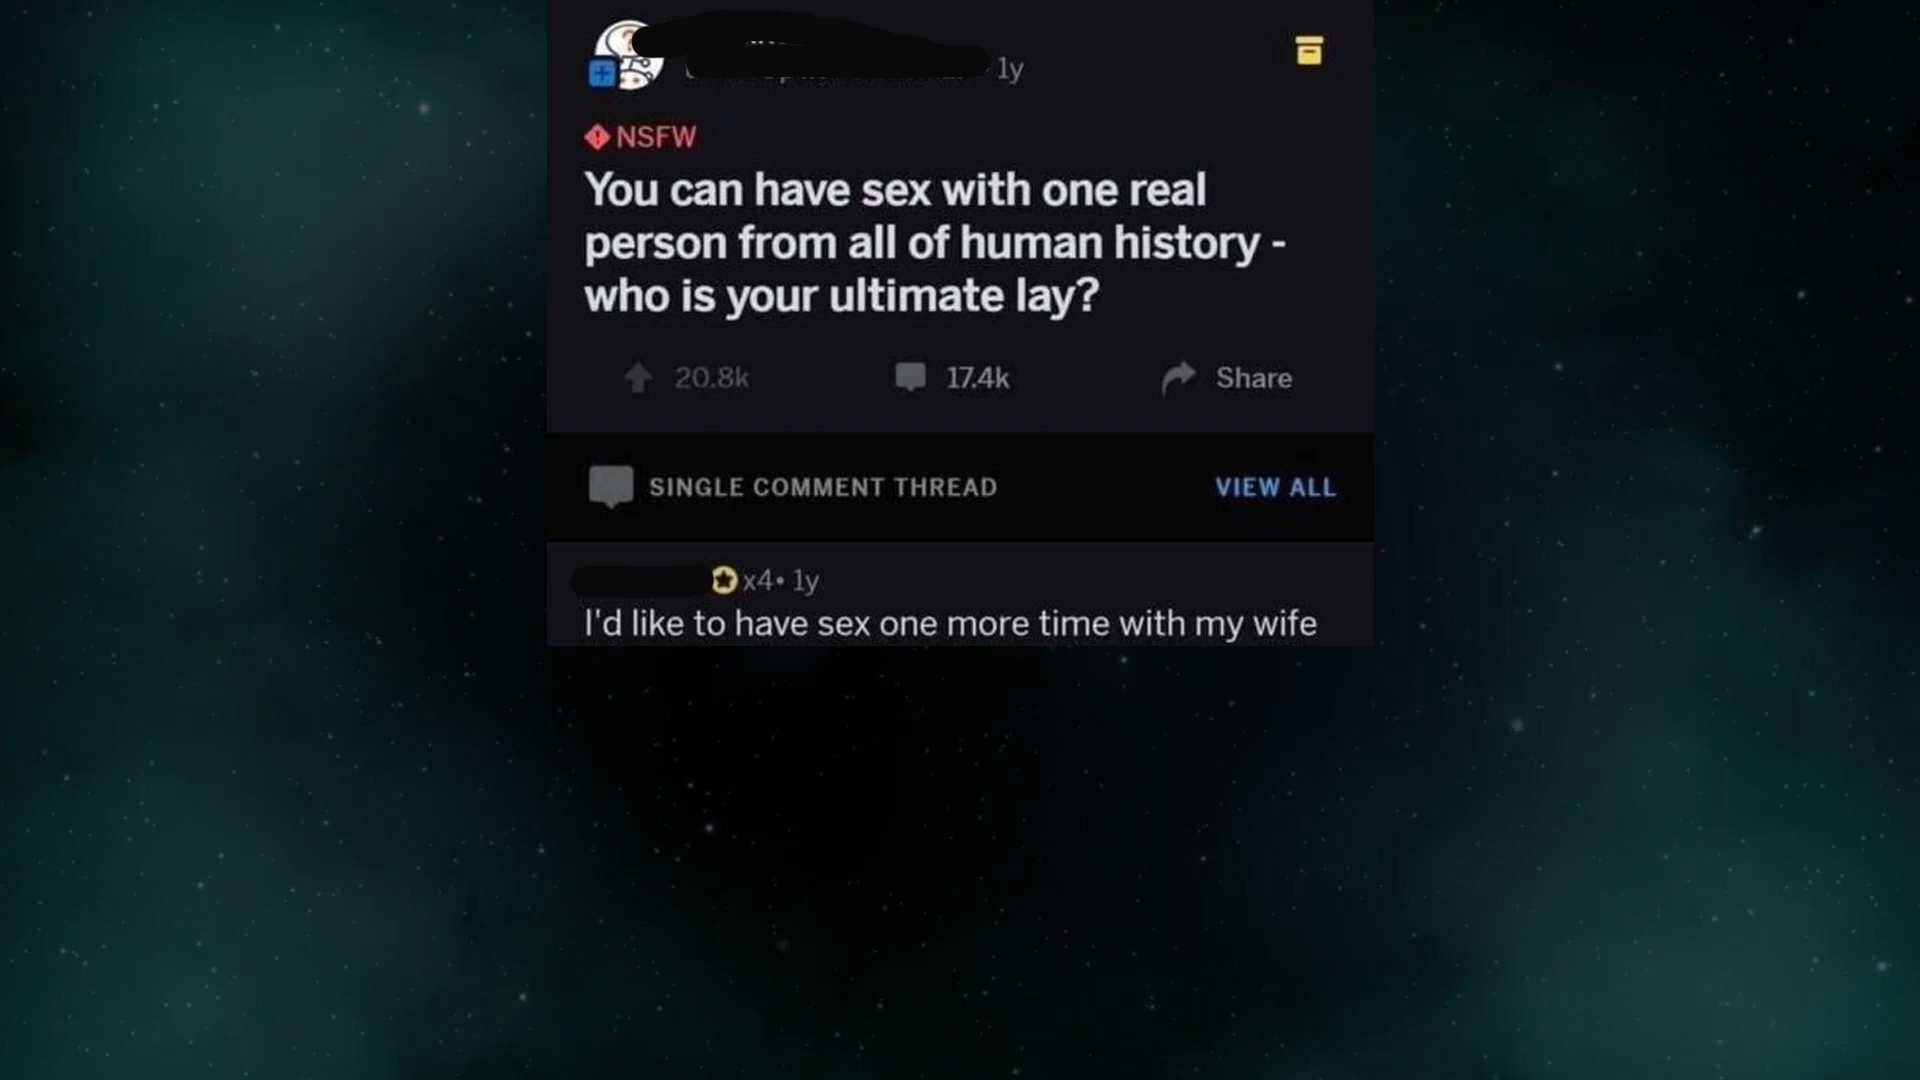 1y
NSFW
You can have sex with one real
person from all of human history -
who is your ultimate lay?
20.8k 17.4k Share
SINGLE COMMENT THREAD VIEW ALL
x4• 1y
I'd like to have sex one more time with my wife